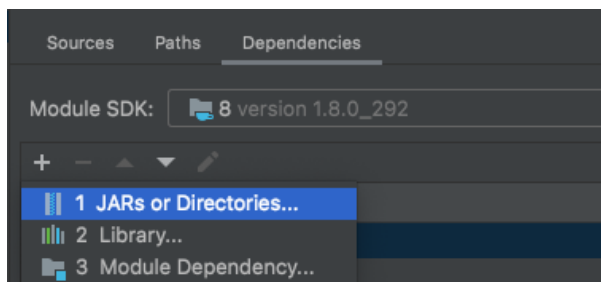 Sources Paths Dependencies
Module SDK: 8 version 1.8.0_292
1 JARs or Directories...
2 Library...
3 Module Dependency...